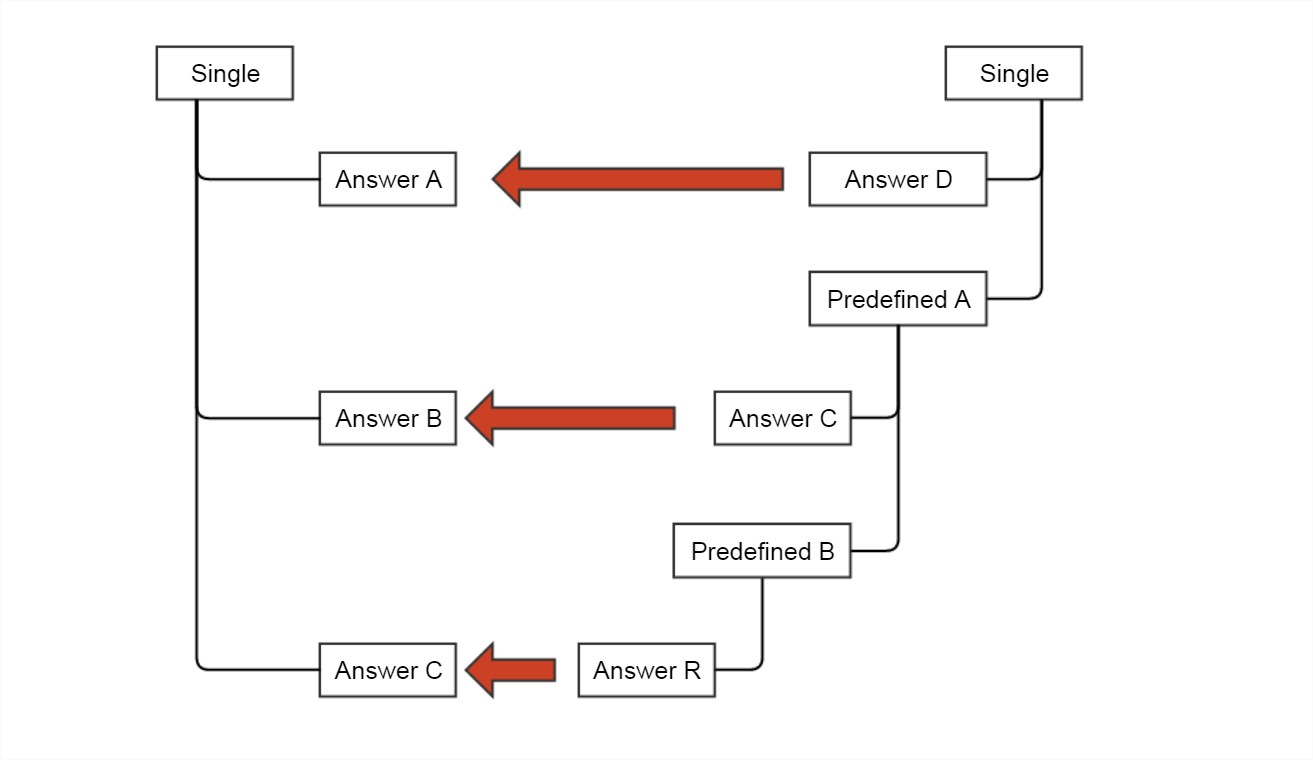 Single
Single
Answer A
Answer D
Predefined A
Answer B
Answer C
Predefined B
Answer C
Answer R